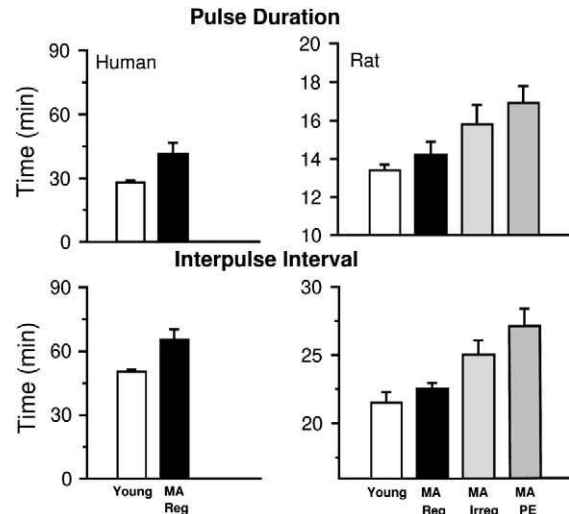 Pulse Duration
Human
Time (min)
90
60
30
0
Rat
20
18
16
14
12
10
Interpulse Interval
Time (min)
90
60
30
0
Young MA
Reg
30
25
20
Young MA MA MA
Reg Irreg PE